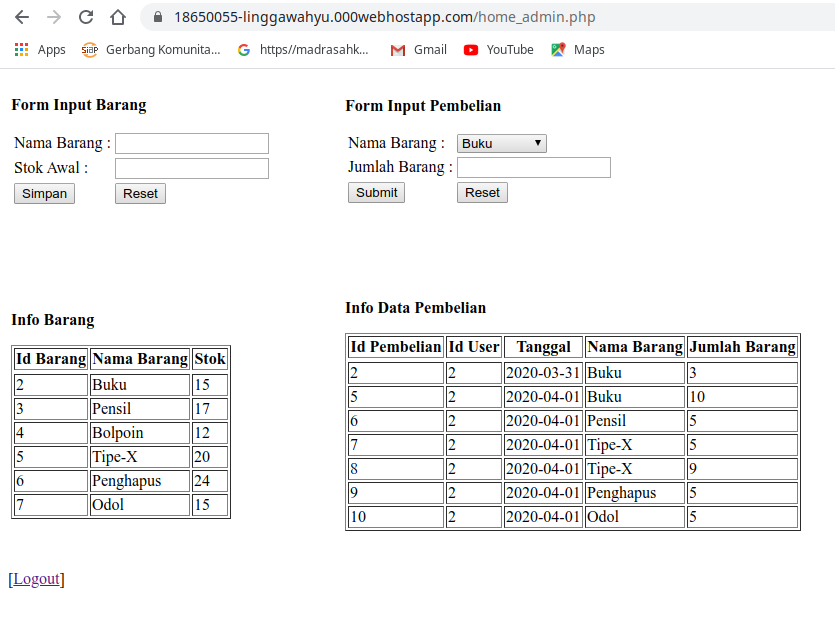 18650055-linggawahyu.000webhostapp.com/home_admin.php
Apps SIAP Gerbang Komunita... https//madrasahk... Gmail YouTube Maps
Form Input Barang
Nama Barang :
Stok Awal :
Simpan Reset
Form Input Pembelian
Nama Barang : Buku
Jumlah Barang :
Submit Reset
Info Barang
Id Barang Nama Barang Stok
2 Buku 15
3 Pensil 17
4 Bolpoin 12
5 Tipe-X 20
6 Penghapus 24
7 Odol 15
Info Data Pembelian
Id Pembelian Id User Tanggal Nama Barang Jumlah Barang
2 2 2020-03-31 Buku 3
5 2 2020-04-01 Buku 10
6 2 2020-04-01 Pensil 5
7 2 2020-04-01 Tipe-X 5
8 2 2020-04-01 Tipe-X 9
9 2 2020-04-01 Penghapus 5
10 2 2020-04-01 Odol 5
[Logout]